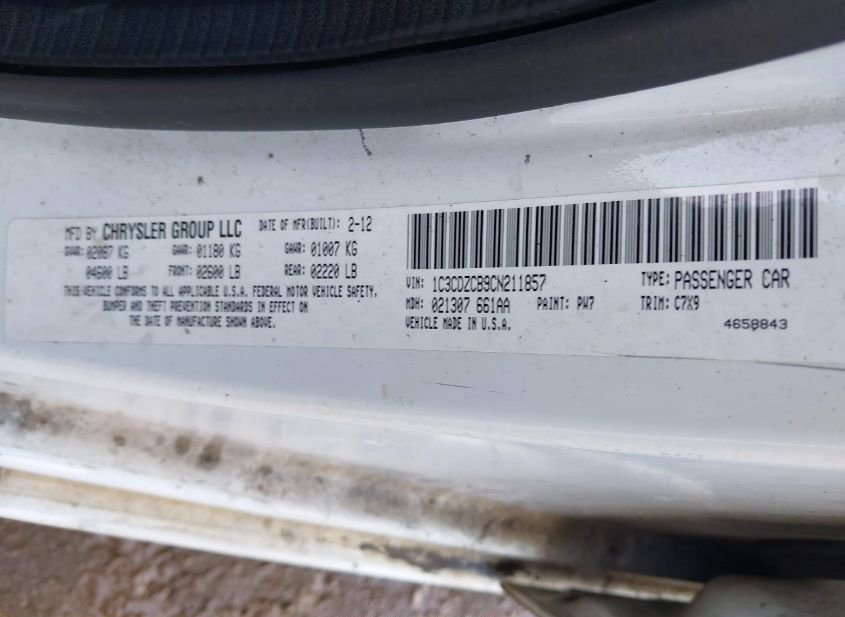 MFD BY CHRYSLER GROUP LLC DATE OF MFR(BUILT): 2-12
GVWR: 02087 KG GAWR: 01180 KG GAWR: 01007 KG
04600 LB FRONT: 02600 LB REAR: 02220 LB
THIS VEHICLE CONFORMS TO ALL APPLICABLE U.S.A. FEDERAL MOTOR VEHICLE SAFETY,
BUMPER AND THEFT PREVENTION STANDARDS IN EFFECT ON
THE DATE OF MANUFACTURE SHOWN ABOVE.
VIN: 1C3CDZCB9CN211857 TYPE: PASSENGER CAR
MDH: 021307 661AA PAINT: PW7 TRIM: C7X9
VEHICLE MADE IN U.S.A. 4658843